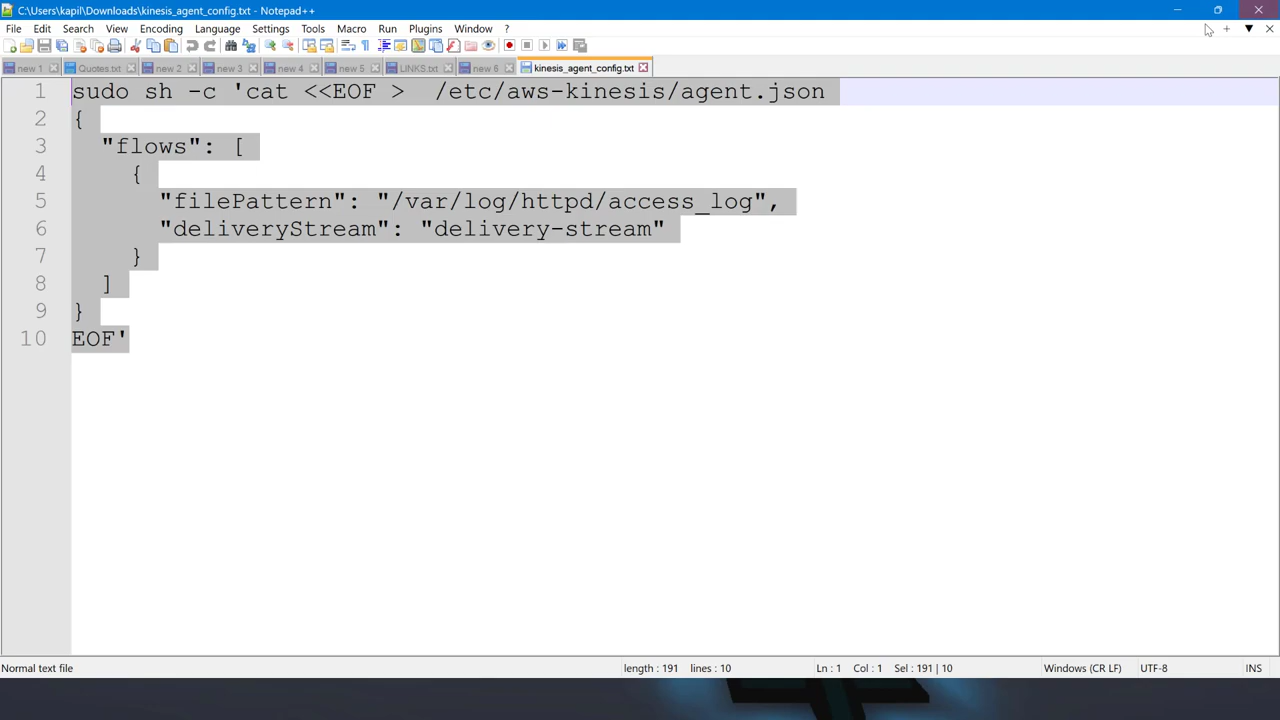 C:\Users\kapil\Downloads\kinesis_agent_config.txt - Notepad++
File Edit Search View Encoding Language Settings Tools Macro Run Plugins Window ?
new 1 Quotes.txt new 2 new 3 new 4 new 5 LINKS.txt new 6 kinesis_agent_config.txt
1 sudo sh -c 'cat <<EOF >  /etc/aws-kinesis/agent.json
2 {
3   "flows": [
4     {
5       "filePattern": "/var/log/httpd/access_log",
6       "deliveryStream": "delivery-stream"
7     }
8   ]
9 }
10 EOF'
Normal text file length : 191 lines : 10 Ln : 1 Col : 1 Sel : 191 | 10 Windows (CR LF) UTF-8 INS